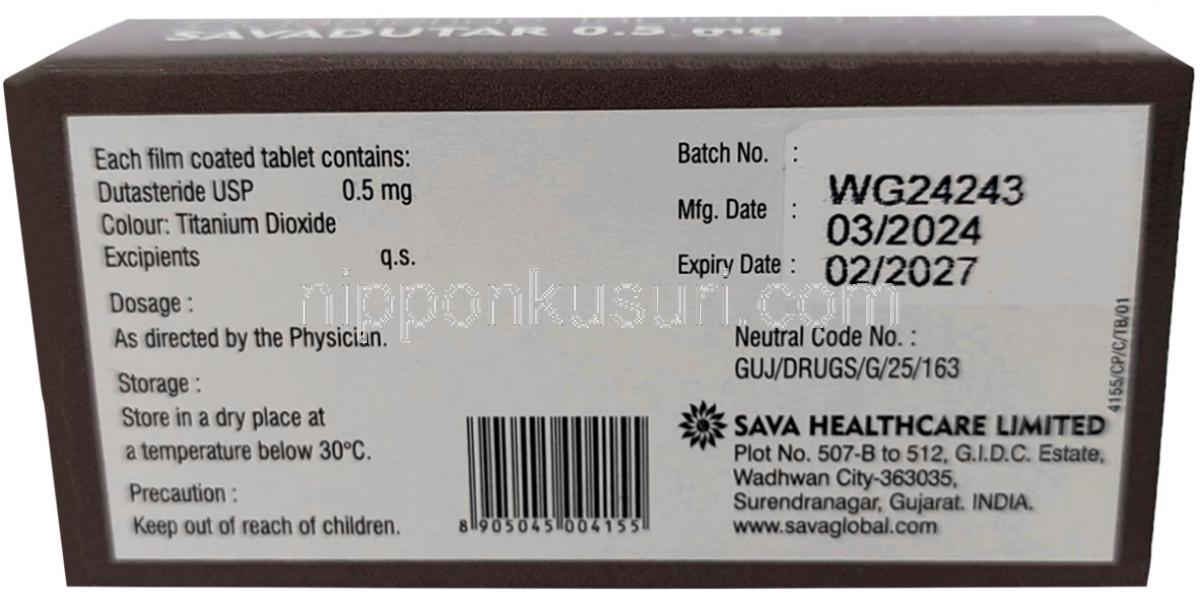 SAVADUTAR 0.5 mg
Each film coated tablet contains:
Dutasteride USP 0.5 mg
Colour: Titanium Dioxide
Excipients q.s.
Dosage :
As directed by the Physician.
Storage :
Store in a dry place at
a temperature below 30°C.
Precaution :
Keep out of reach of children.
8 905045 004155
Batch No. : WG24243
Mfg. Date : 03/2024
Expiry Date : 02/2027
Neutral Code No. :
GUJ/DRUGS/G/25/163
SAVA HEALTHCARE LIMITED
Plot No. 507-B to 512, G.I.D.C. Estate,
Wadhwan City-363035,
Surendranagar, Gujarat. INDIA.
www.savaglobal.com
4155/CP/C/TB/01
nipponkusuri.com